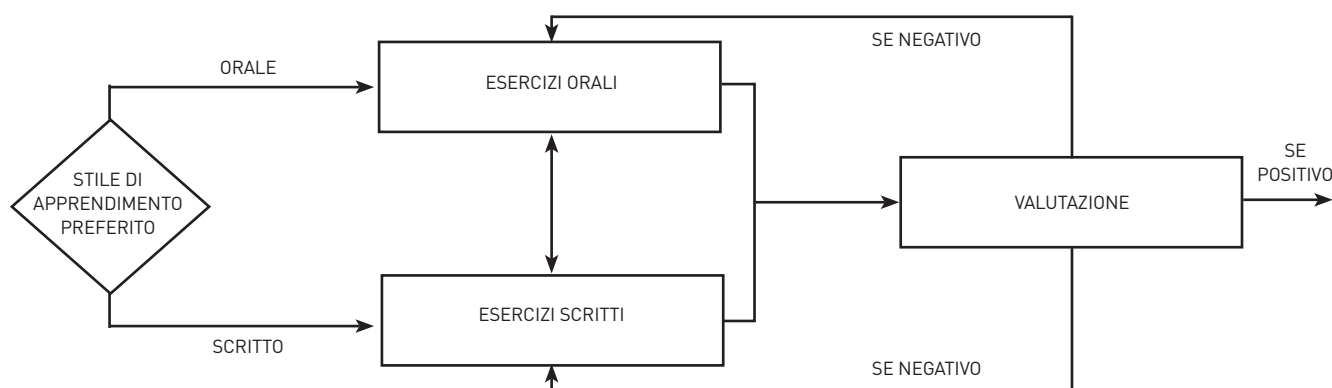 SE NEGATIVO
ORALE
ESERCIZI ORALI
SE
POSITIVO
STILE DI
APPRENDIMENTO
PREFERITO
VALUTAZIONE
ESERCIZI SCRITTI
SCRITTO
SE NEGATIVO